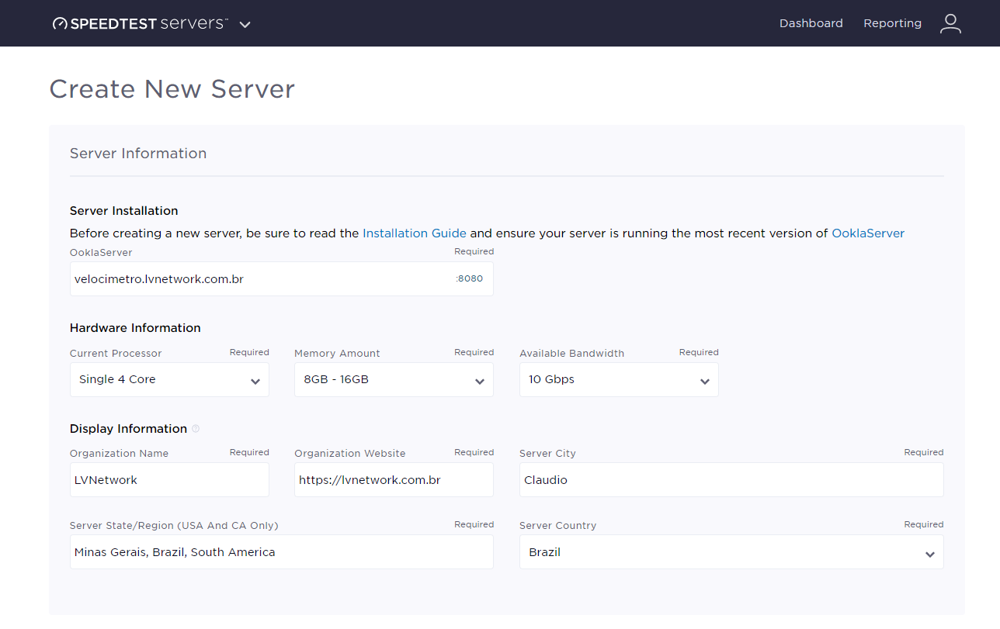 SPEEDTEST servers™
Dashboard Reporting
Create New Server
Server Information
Server Installation
Before creating a new server, be sure to read the Installation Guide and ensure your server is running the most recent version of OoklaServer
OoklaServer Required
velocimetro.lvnetwork.com.br :8080
Hardware Information
Current Processor Required Memory Amount Required Available Bandwidth Required
Single 4 Core 8GB - 16GB 10 Gbps
Display Information
Organization Name Required Organization Website Required Server City Required
LVNetwork https://lvnetwork.com.br Claudio
Server State/Region (USA And CA Only) Required Server Country Required
Minas Gerais, Brazil, South America Brazil